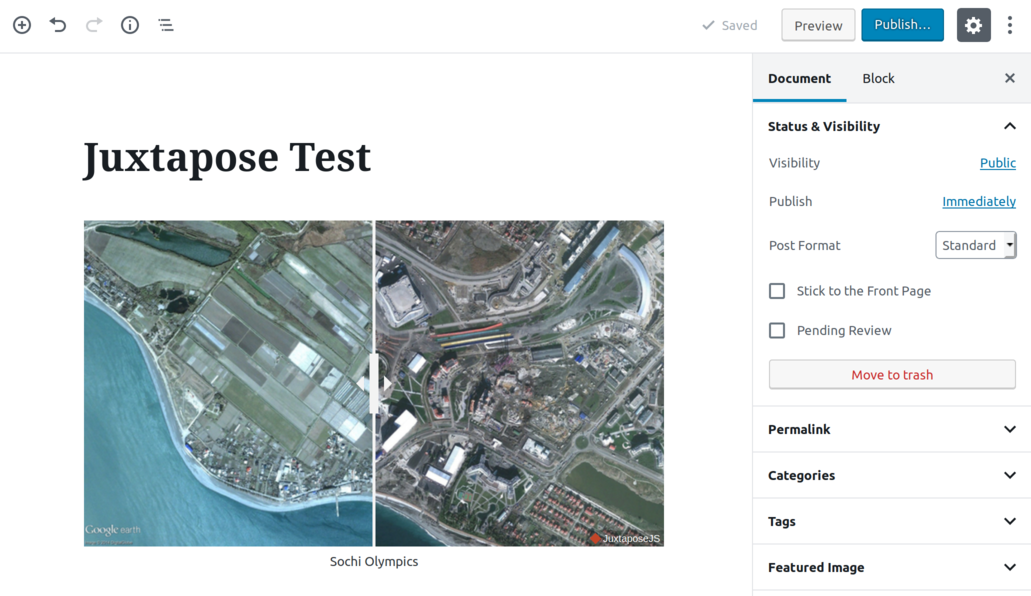 Saved
Preview
Publish...
Document
Block
Status & Visibility
Visibility
Public
Publish
Immediately
Post Format
Standard
Stick to the Front Page
Pending Review
Move to trash
Permalink
Categories
Tags
Featured Image
Juxtapose Test
Google earth
JuxtaposeJS
Sochi Olympics